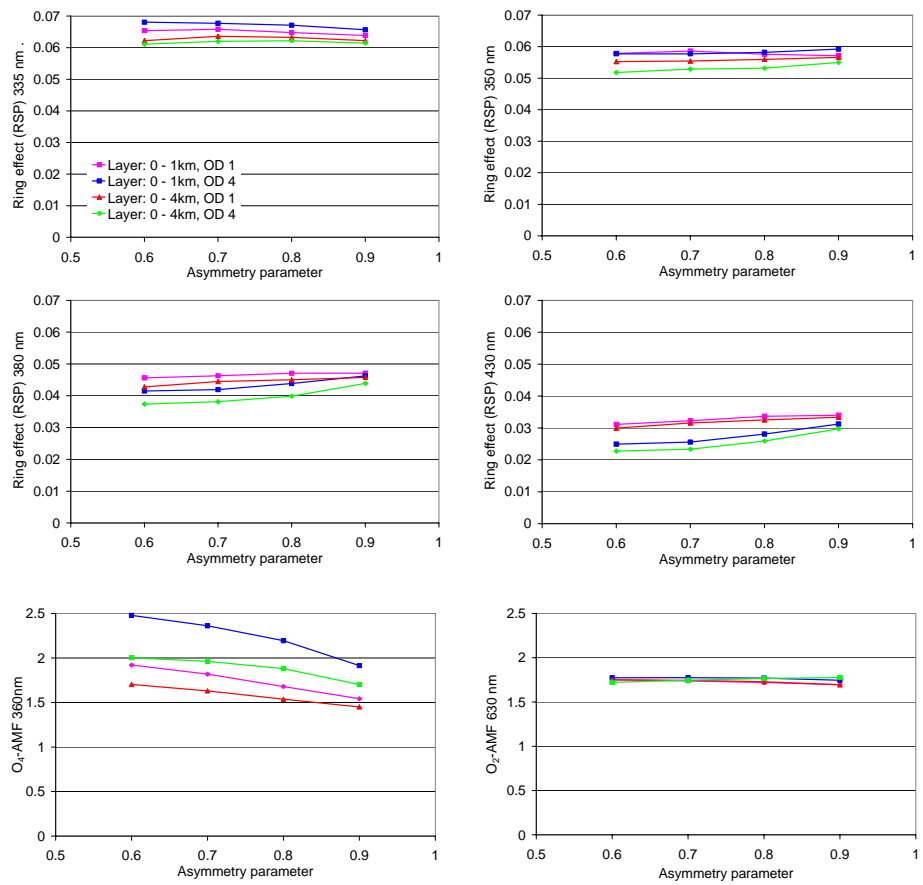 Ring effect (RSP) 335 nm .
0.07
0.06
0.05
0.04
0.03
0.02
0.01
0
Layer: 0 - 1km, OD 1
Layer: 0 - 1km, OD 4
Layer: 0 - 4km, OD 1
Layer: 0 - 4km, OD 4
0.5 0.6 0.7 0.8 0.9 1
Asymmetry parameter
Ring effect (RSP) 350 nm
0.07
0.06
0.05
0.04
0.03
0.02
0.01
0
0.5 0.6 0.7 0.8 0.9 1
Asymmetry parameter
Ring effect (RSP) 380 nm
0.07
0.06
0.05
0.04
0.03
0.02
0.01
0
0.5 0.6 0.7 0.8 0.9 1
Asymmetry parameter
Ring effect (RSP) 430 nm
0.07
0.06
0.05
0.04
0.03
0.02
0.01
0
0.5 0.6 0.7 0.8 0.9 1
Asymmetry parameter
O₄-AMF 360nm
2.5
2
1.5
1
0.5
0
0.5 0.6 0.7 0.8 0.9 1
Asymmetry parameter
O₂-AMF 630 nm
2.5
2
1.5
1
0.5
0
0.5 0.6 0.7 0.8 0.9 1
Asymmetry parameter